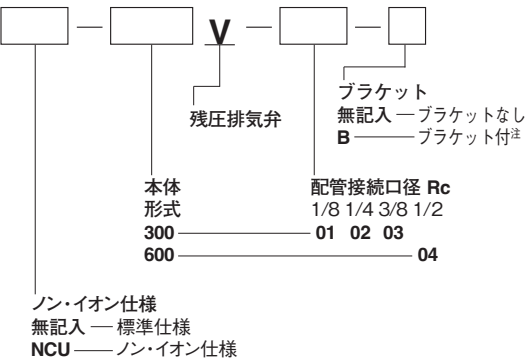 V
残圧排気弁
ブラケット
無記入 ― ブラケットなし
B ― ブラケット付注
本体
形式
300
600
配管接続口径 Rc
1/8 1/4 3/8 1/2
01 02 03
04
ノン・イオン仕様
無記入 ― 標準仕様
NCU ― ノン・イオン仕様